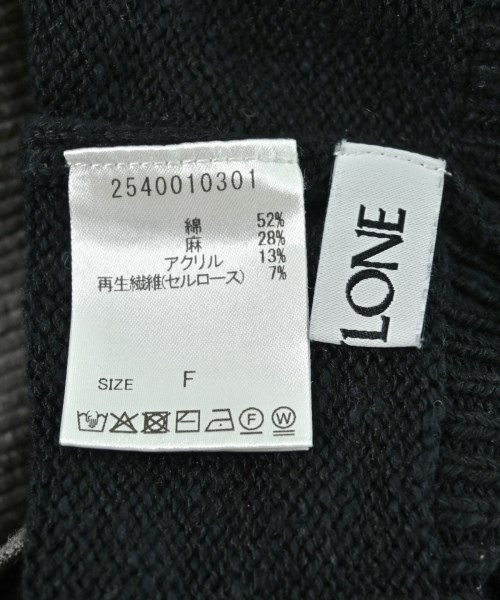 2540010301
綿 52%
麻 28%
アクリル 13%
再生繊維(セルロース) 7%
SIZE F
F W
LONE